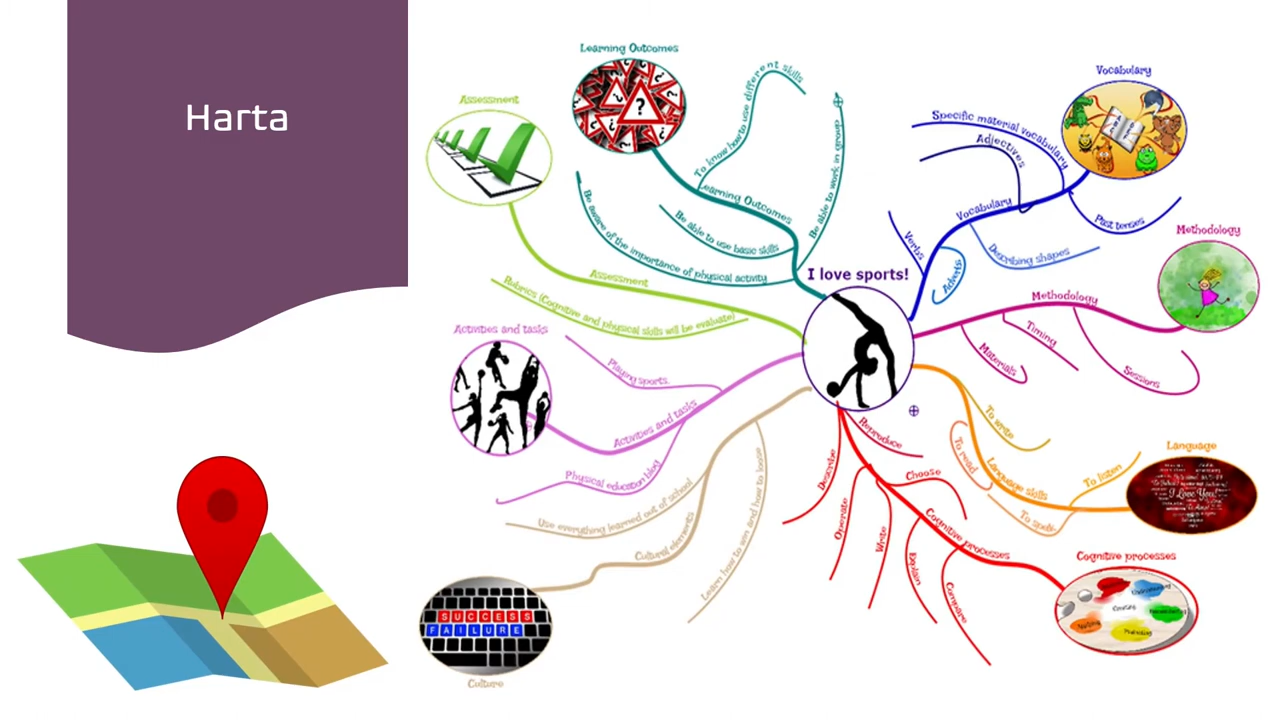 Harta
I love sports!
Learning Outcomes
To know how to use different skills
Learning Outcomes
Be able to work in groups
Be able to use basic skills
Be aware of the importance of physical activity
Assessment
Assessment
Rubrics (Cognitive and physical skills will be evaluate)
Activities and tasks
Playing sports
Activities and tasks
Physical education blog
Use everything learned out of school
Cultural elements
Learn how to win and how to loose
SUCCESS
FAILURE
Culture
Vocabulary
Specific material vocabulary
Adjectives
Vocabulary
Past tenses
Verbs
Adverbs
Describing shapes
Methodology
Methodology
Materials
Timing
Sessions
Language
To write
To read
Language skills
To listen
To spell
I Love You!
Cognitive processes
Reproduce
Describe
Choose
Operate
Write
Cognitive processes
Explain
Compare